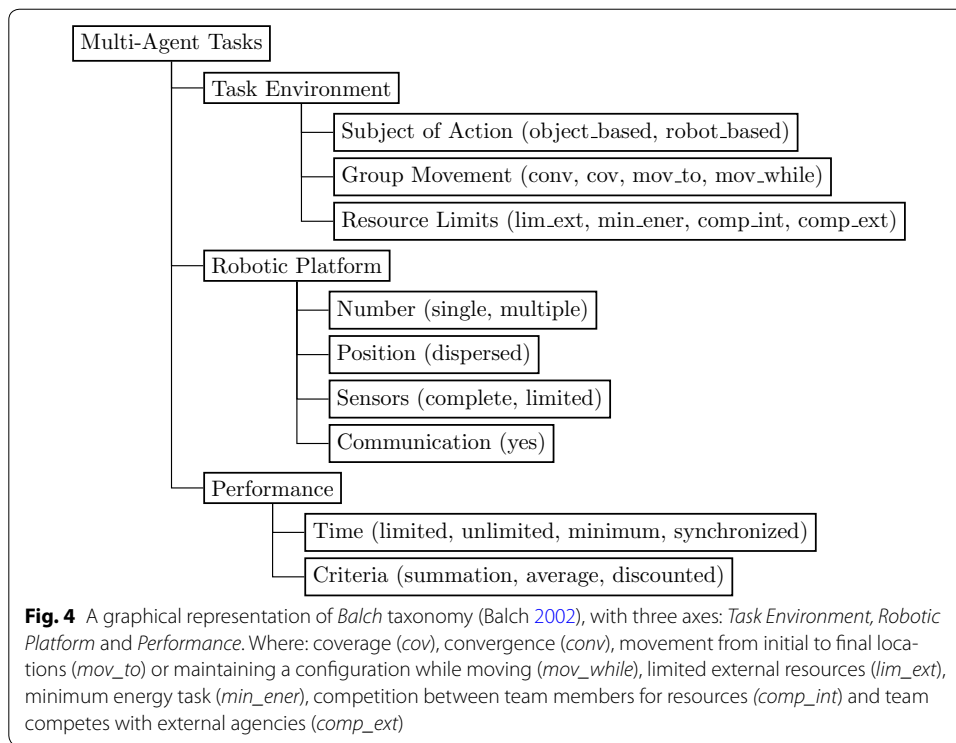 Multi-Agent Tasks
Task Environment
Subject of Action (object_based, robot_based)
Group Movement (conv, cov, mov_to, mov_while)
Resource Limits (lim_ext, min_ener, comp_int, comp_ext)
Robotic Platform
Number (single, multiple)
Position (dispersed)
Sensors (complete, limited)
Communication (yes)
Performance
Time (limited, unlimited, minimum, synchronized)
Criteria (summation, average, discounted)
Fig. 4 A graphical representation of Balch taxonomy (Balch 2002), with three axes: Task Environment, Robotic
Platform and Performance. Where: coverage (cov), convergence (conv), movement from initial to final loca-
tions (mov_to) or maintaining a configuration while moving (mov_while), limited external resources (lim_ext),
minimum energy task (min_ener), competition between team members for resources (comp_int) and team
competes with external agencies (comp_ext)